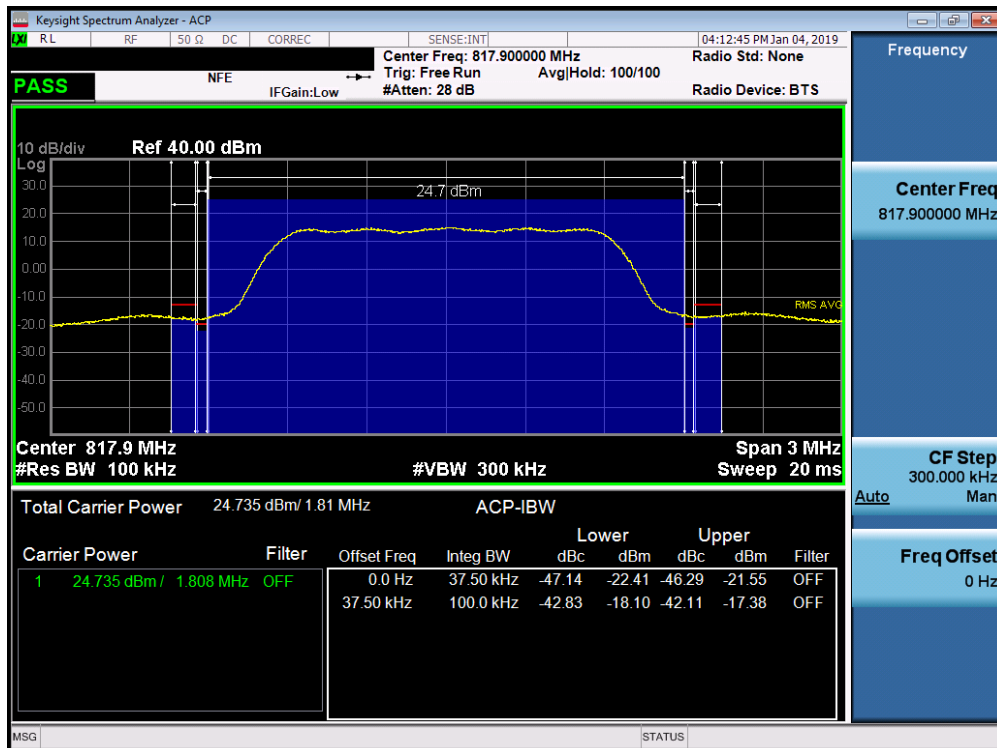 Keysight Spectrum Analyzer - ACP
LXI RL RF 50 Ω DC CORREC SENSE:INT 04:12:45 PM Jan 04, 2019
Center Freq: 817.900000 MHz Radio Std: None
NFE Trig: Free Run Avg|Hold: 100/100
PASS IFGain:Low #Atten: 28 dB Radio Device: BTS
10 dB/div Ref 40.00 dBm
Log
30.0
24.7 dBm
20.0
10.0
0.00
-10.0
RMS AVG
-20.0
-30.0
-40.0
-50.0
Center 817.9 MHz Span 3 MHz
#Res BW 100 kHz #VBW 300 kHz Sweep 20 ms
Total Carrier Power 24.735 dBm/ 1.81 MHz ACP-IBW
Lower Upper
Carrier Power Filter Offset Freq Integ BW dBc dBm dBc dBm Filter
1 24.735 dBm / 1.808 MHz OFF 0.0 Hz 37.50 kHz -47.14 -22.41 -46.29 -21.55 OFF
37.50 kHz 100.0 kHz -42.83 -18.10 -42.11 -17.38 OFF
MSG STATUS
Frequency
Center Freq
817.900000 MHz
CF Step
300.000 kHz
Auto Man
Freq Offset
0 Hz